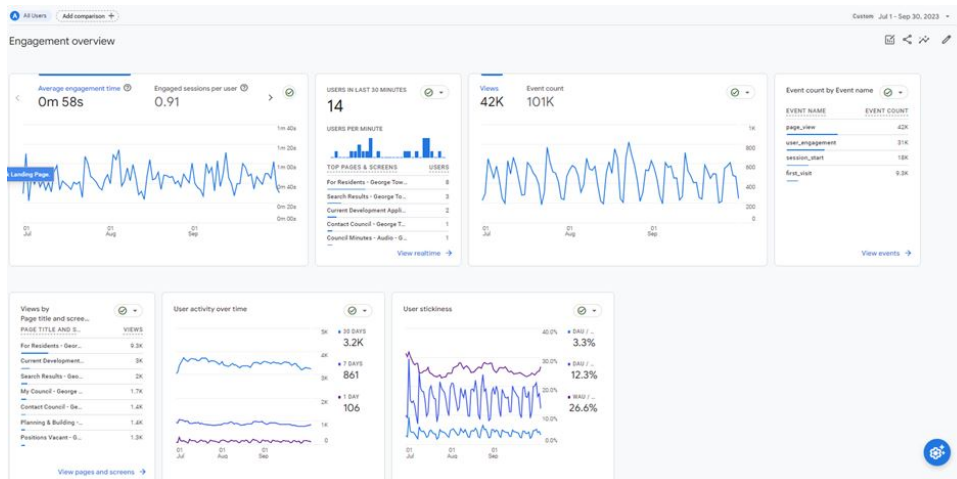 A All Users Add comparison + Custom Jul 1 - Sep 30, 2023
Engagement overview
Average engagement time
0m 58s
Engaged sessions per user
0.91
1m 40s
1m 20s
1m 00s
0m 40s
0m 20s
0m 00s
Landing Page
01 Jul
01 Aug
01 Sep
USERS IN LAST 30 MINUTES
14
USERS PER MINUTE
TOP PAGES & SCREENS USERS
For Residents - George Tow... 8
Search Results - George To... 3
Current Development Appli... 2
Contact Council - George T... 1
Council Minutes - Audio - G... 1
View realtime
Views
42K
Event count
101K
1K
800
600
400
200
0
01 Jul
01 Aug
01 Sep
Event count by Event name
EVENT NAME EVENT COUNT
page_view 42K
user_engagement 31K
session_start 18K
first_visit 9.3K
View events
Views by
Page title and scree...
PAGE TITLE AND S... VIEWS
For Residents - Geor... 9.3K
Current Development... 3K
Search Results - Geo... 2K
My Council - George ... 1.7K
Contact Council - Ge... 1.4K
Planning & Building -... 1.4K
Positions Vacant - G... 1.3K
View pages and screens
User activity over time
5K
4K
3K
2K
1K
0
01 Jul
01 Aug
01 Sep
30 DAYS
3.2K
7 DAYS
861
1 DAY
106
User stickiness
40.0%
30.0%
20.0%
10.0%
0.0%
01 Jul
01 Aug
01 Sep
DAU / ...
3.3%
DAU / ...
12.3%
WAU / ...
26.6%